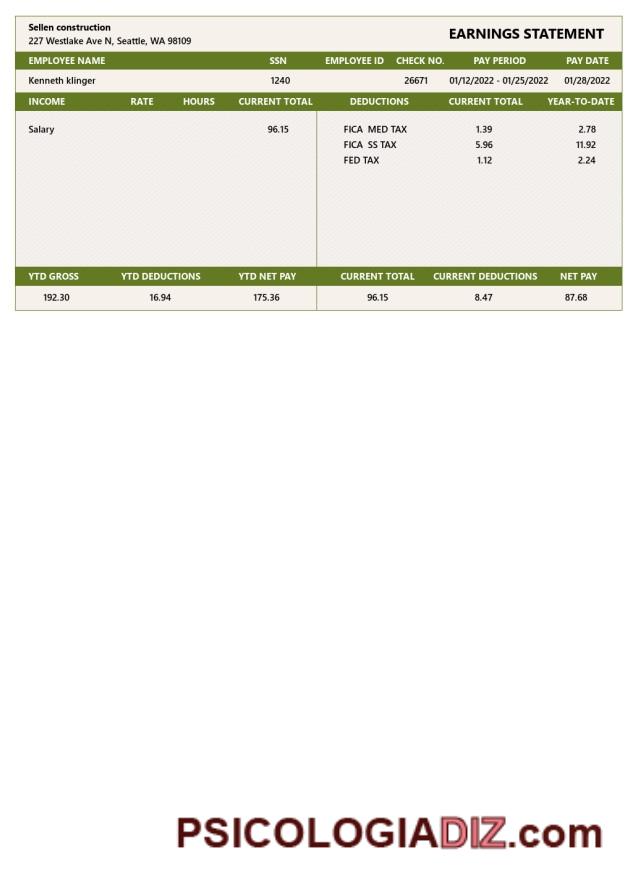 Sellen construction
227 Westlake Ave N, Seattle, WA 98109
EARNINGS STATEMENT
EMPLOYEE NAME SSN EMPLOYEE ID CHECK NO. PAY PERIOD PAY DATE
Kenneth klinger 1240 26671 01/12/2022 - 01/25/2022 01/28/2022
INCOME RATE HOURS CURRENT TOTAL DEDUCTIONS CURRENT TOTAL YEAR-TO-DATE
Salary 96.15 FICA MED TAX 1.39 2.78
FICA SS TAX 5.96 11.92
FED TAX 1.12 2.24
YTD GROSS YTD DEDUCTIONS YTD NET PAY CURRENT TOTAL CURRENT DEDUCTIONS NET PAY
192.30 16.94 175.36 96.15 8.47 87.68
PSICOLOGIADIZ.com